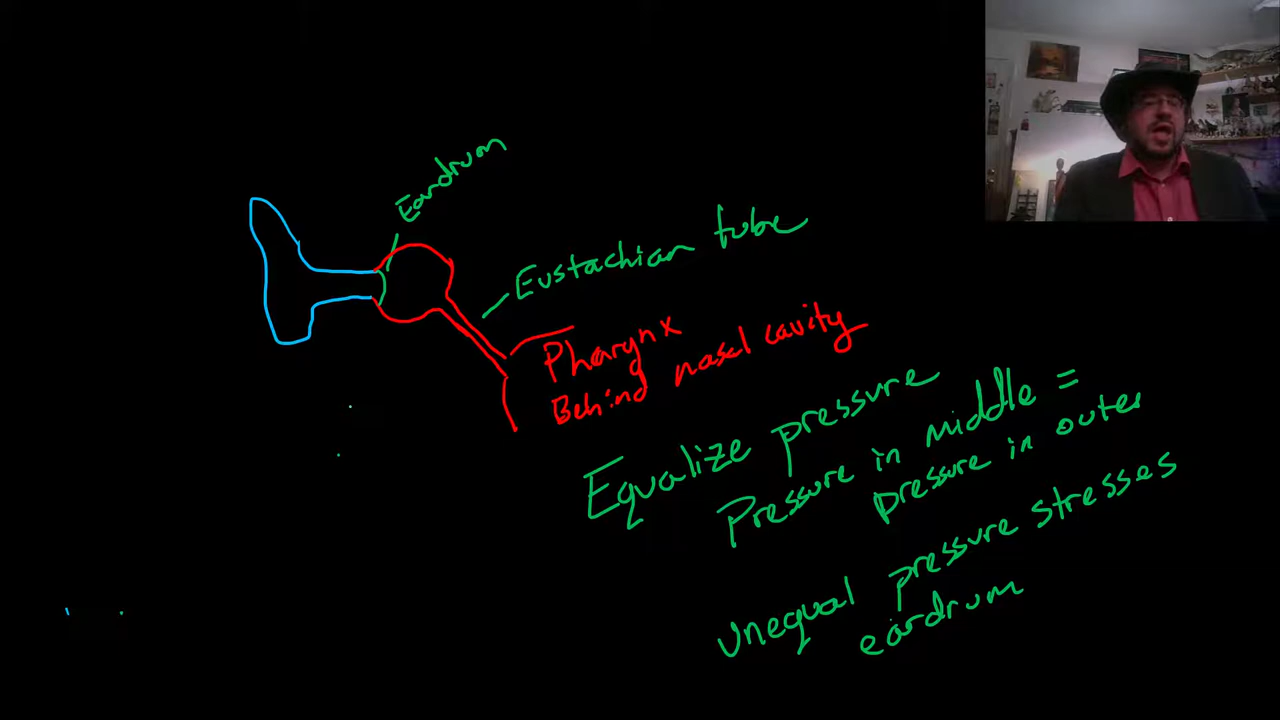 Eardrum
Eustachian tube
Pharynx
Behind nasal cavity
Equalize pressure
Pressure in middle =
pressure in outer
Unequal pressure stresses
eardrum